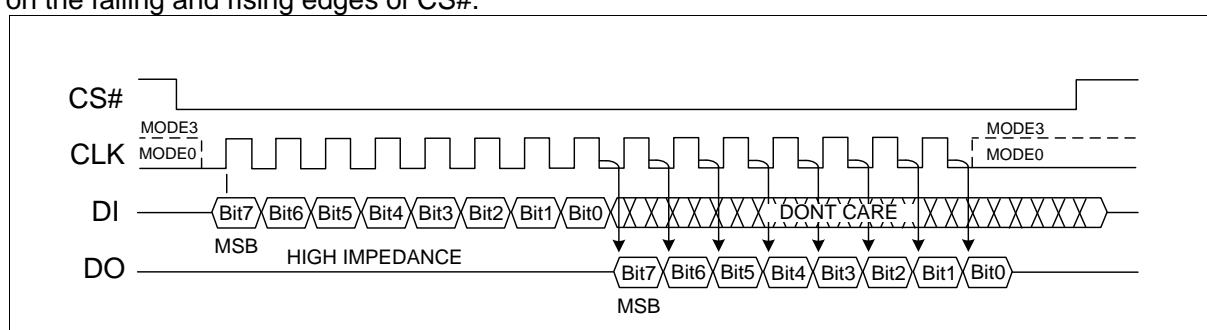 on the falling and rising edges of CS#.
CS#
MODE3
MODE3
CLK
MODE0
MODE0
DI
Bit7 Bit6 Bit5 Bit4 Bit3 Bit2 Bit1 Bit0 DONT CARE
MSB
HIGH IMPEDANCE
DO
Bit7 Bit6 Bit5 Bit4 Bit3 Bit2 Bit1 Bit0
MSB